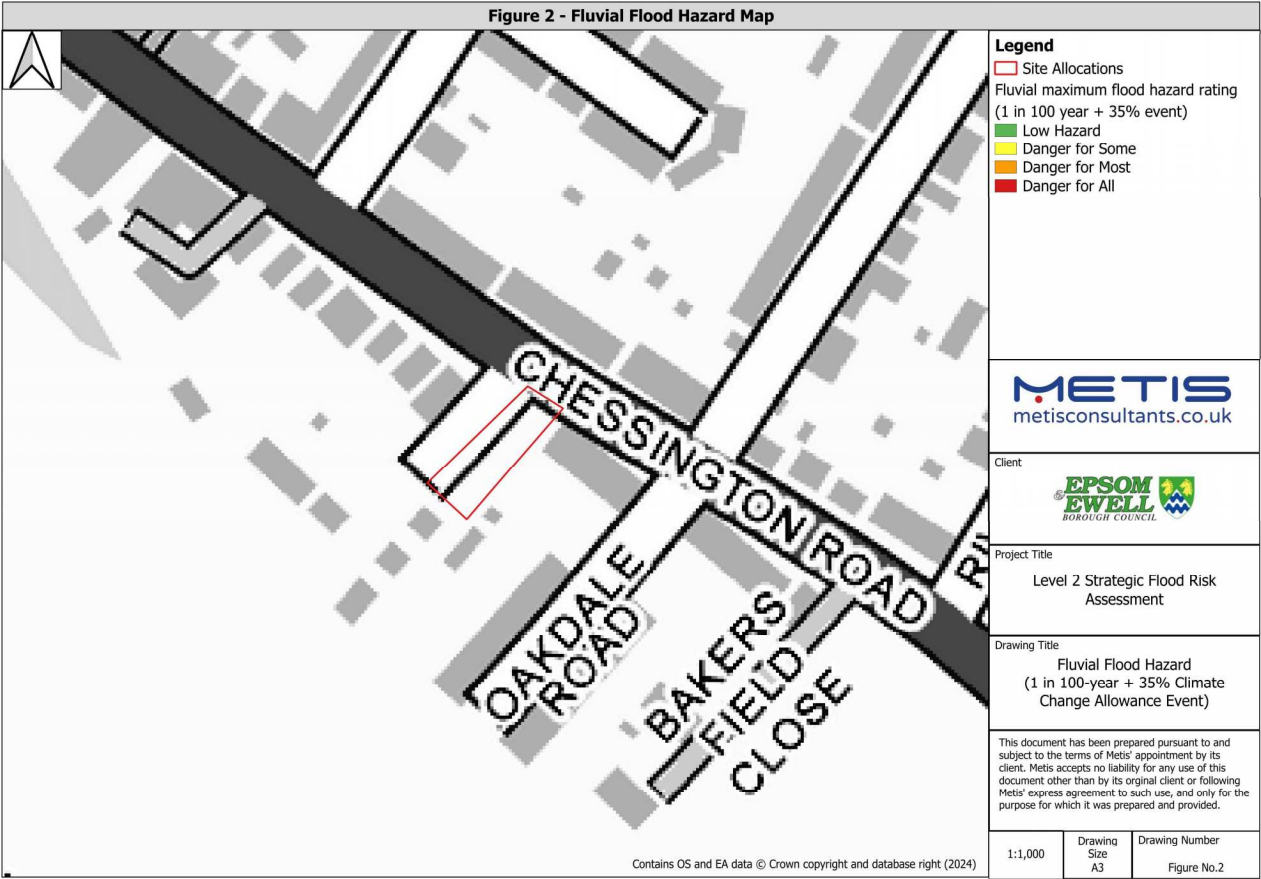 Figure 2 - Fluvial Flood Hazard Map
Legend
Site Allocations
Fluvial maximum flood hazard rating
(1 in 100 year + 35% event)
Low Hazard
Danger for Some
Danger for Most
Danger for All
CHESSINGTON ROAD
OAKDALE
ROAD
BAKERS
FIELD
CLOSE
METIS
metisconsultants.co.uk
Client
EPSOM
& EWELL
BOROUGH COUNCIL
Project Title
Level 2 Strategic Flood Risk
Assessment
Drawing Title
Fluvial Flood Hazard
(1 in 100-year + 35% Climate
Change Allowance Event)
This document has been prepared pursuant to and
subject to the terms of Metis' appointment by its
client. Metis accepts no liability for any use of this
document other than by its orginal client or following
Metis' express agreement to such use, and only for the
purpose for which it was prepared and provided.
1:1,000
Drawing
Size
A3
Drawing Number
Figure No.2
Contains OS and EA data © Crown copyright and database right (2024)